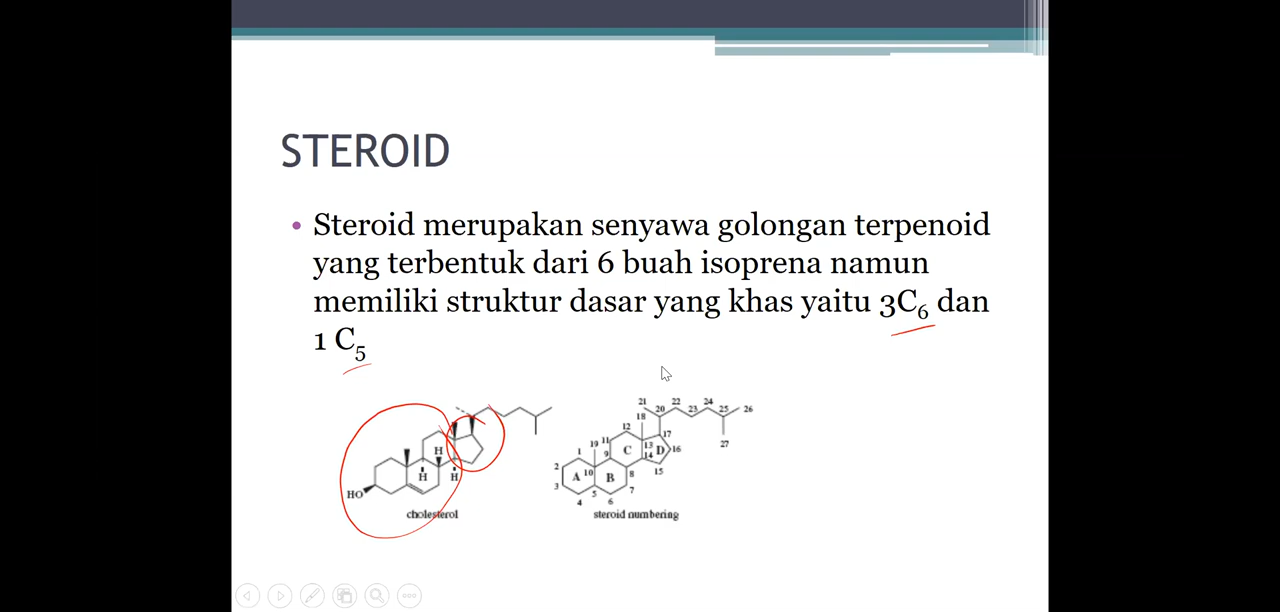 STEROID
• Steroid merupakan senyawa golongan terpenoid
yang terbentuk dari 6 buah isoprena namun
memiliki struktur dasar yang khas yaitu 3C₆ dan
1 C₅
HO
H
H
H
cholesterol
21
22
24
20
23
25
26
18
27
12
17
11
19
13
16
C
D
1
9
14
2
10
8
15
A
B
3
5
7
4
6
steroid numbering